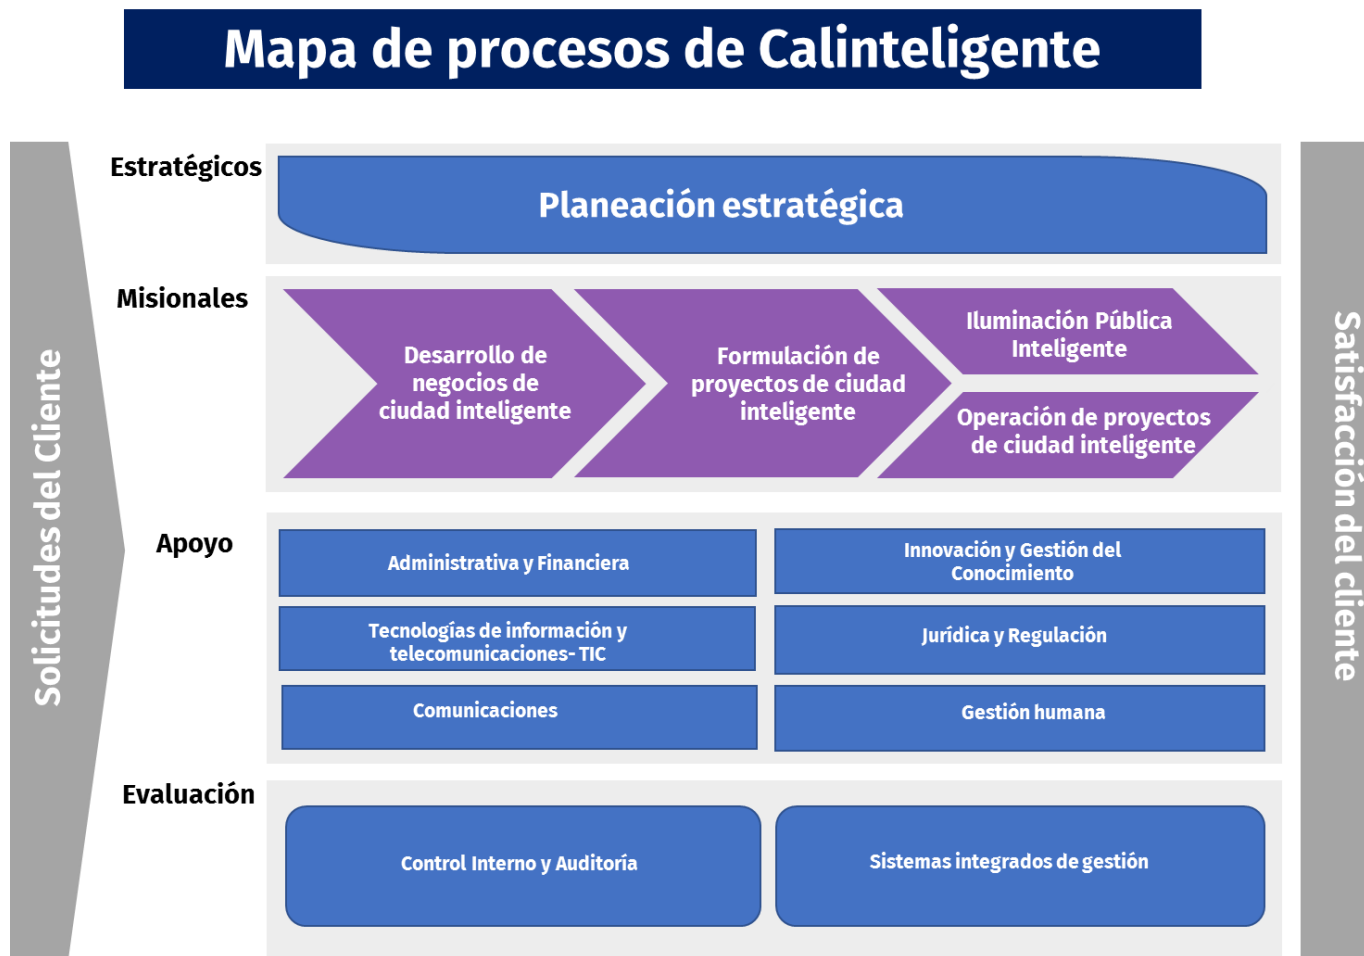 Mapa de procesos de Calinteligente
Solicitudes del Cliente
Estratégicos
Planeación estratégica
Misionales
Desarrollo de
negocios de
ciudad inteligente
Formulación de
proyectos de ciudad
inteligente
Iluminación Pública
Inteligente
Operación de proyectos
de ciudad inteligente
Apoyo
Administrativa y Financiera
Innovación y Gestión del
Conocimiento
Tecnologías de información y
telecomunicaciones- TIC
Jurídica y Regulación
Comunicaciones
Gestión humana
Evaluación
Control Interno y Auditoría
Sistemas integrados de gestión
Satisfacción del cliente